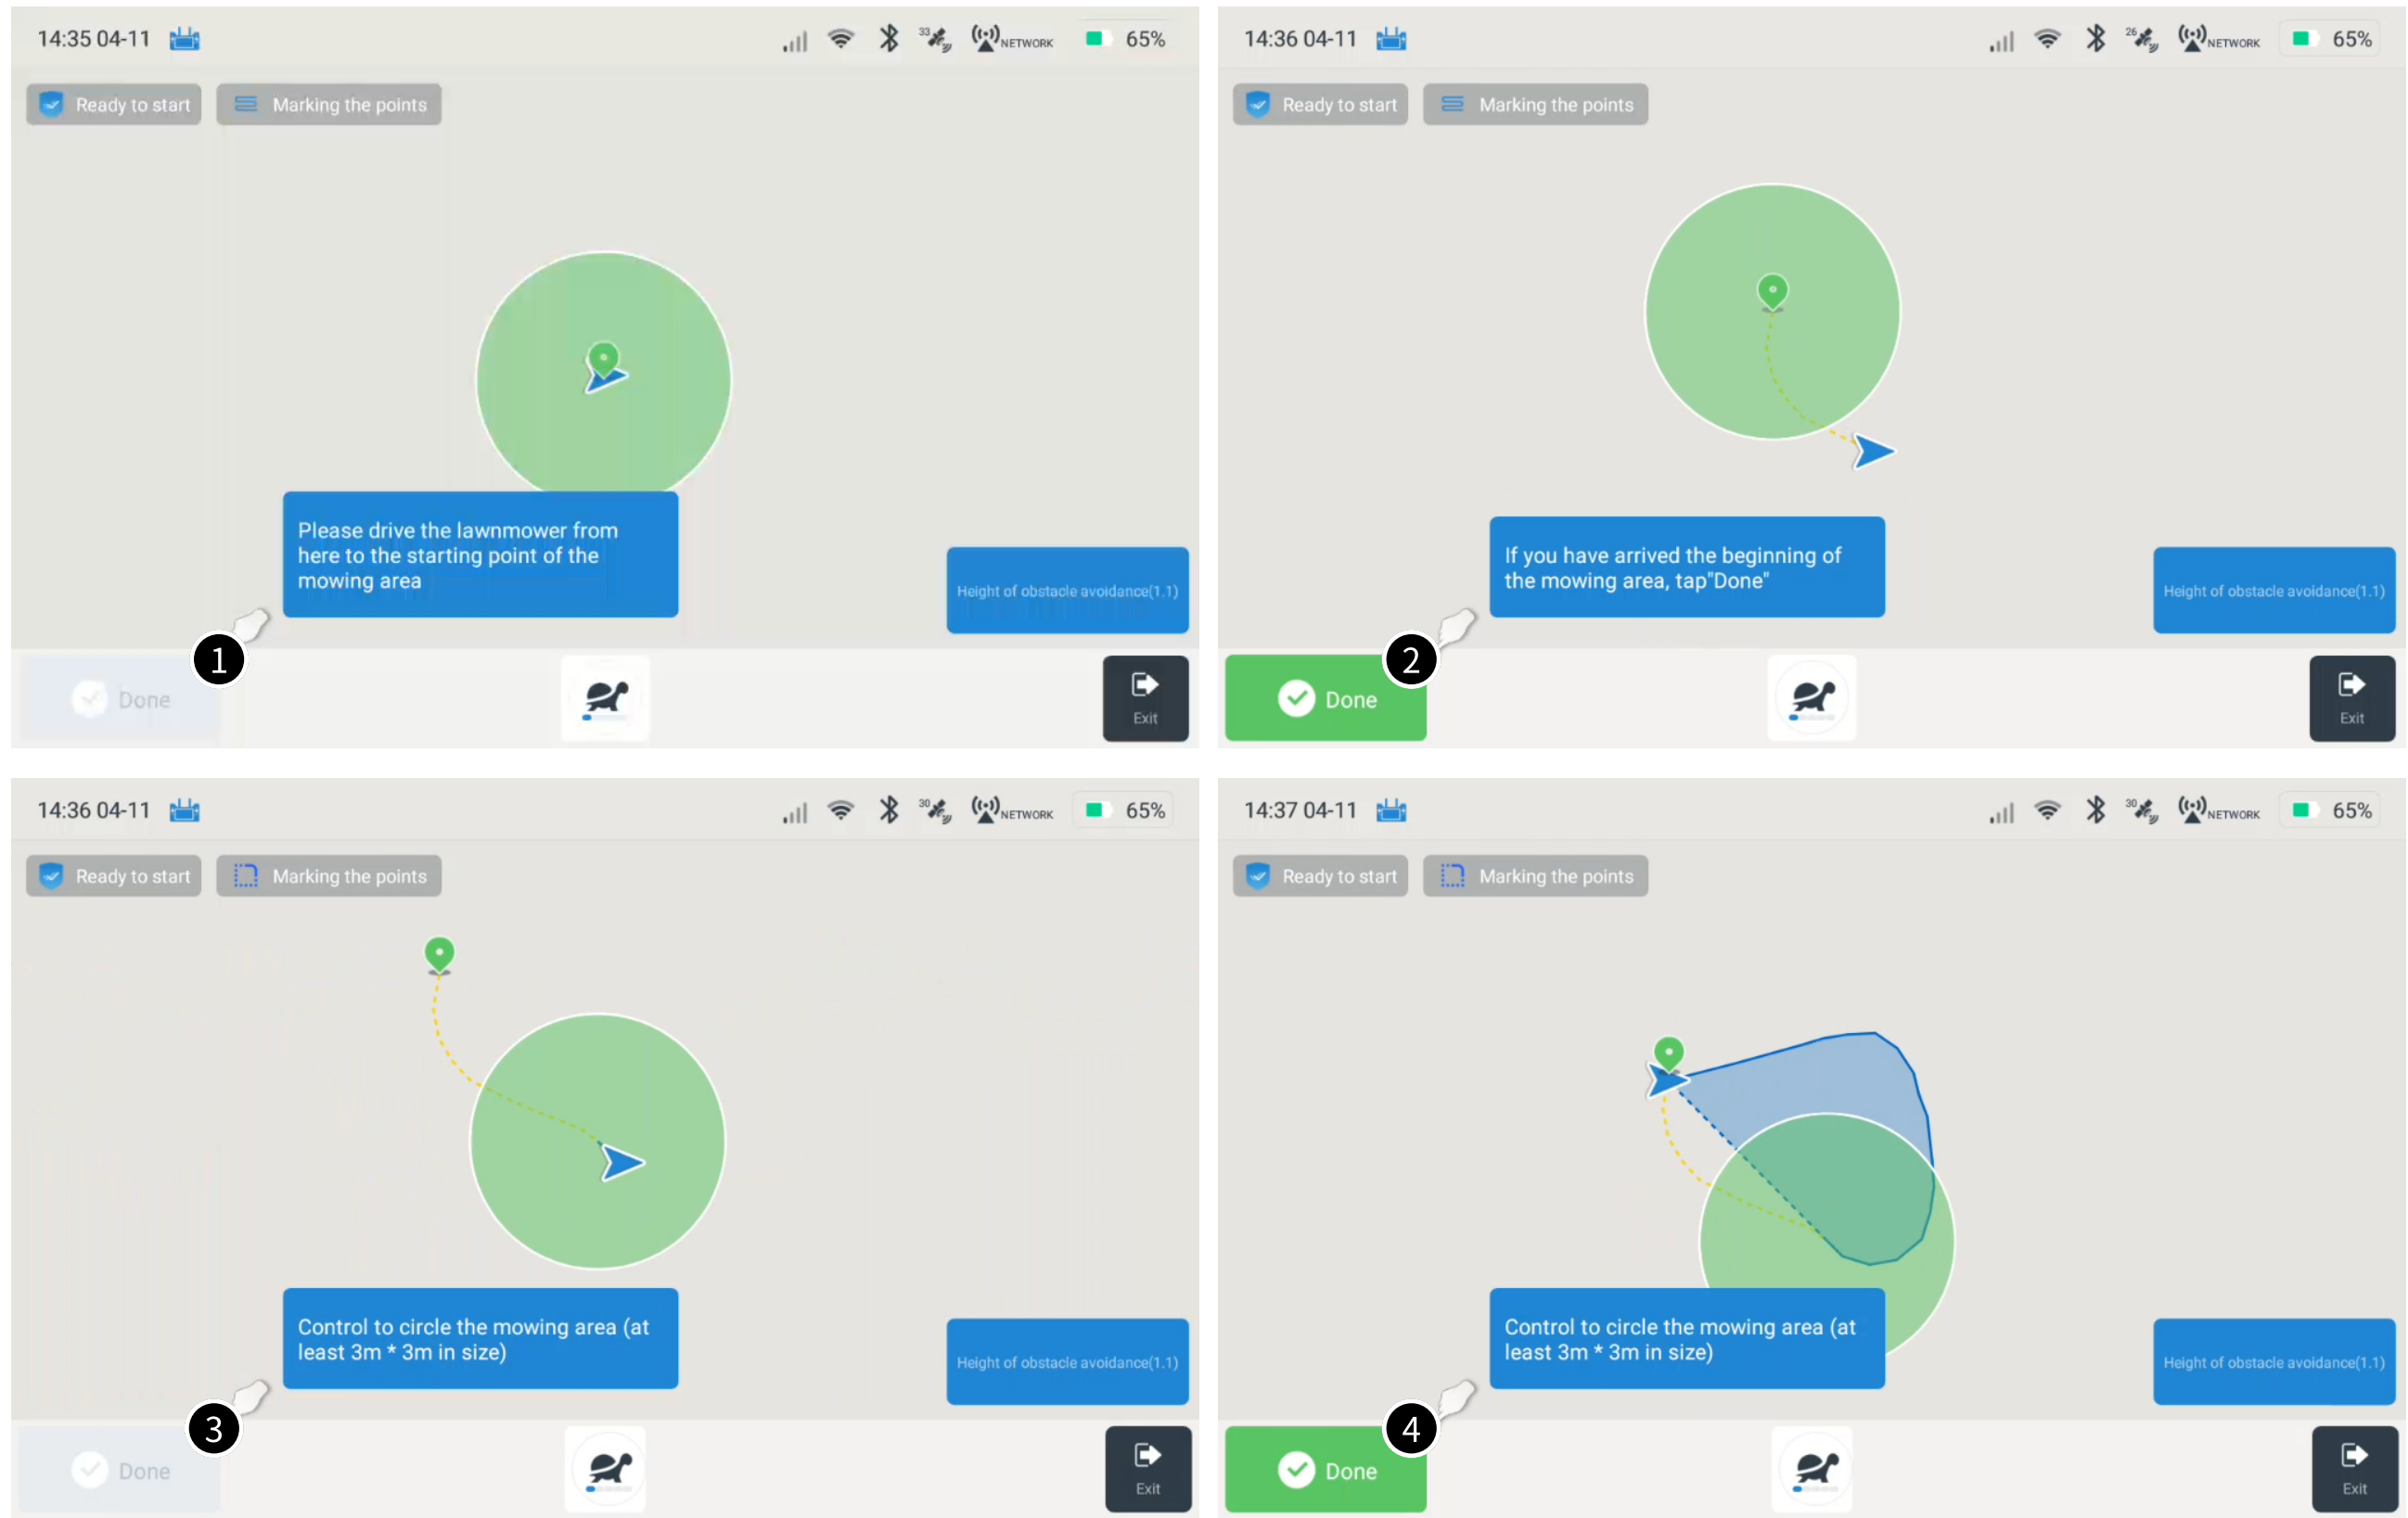 14:35 04-11
33
NETWORK
65%
Ready to start
Marking the points
Please drive the lawnmower from
here to the starting point of the
mowing area
Height of obstacle avoidance(1.1)
1
Done
Exit
14:36 04-11
26
NETWORK
65%
Ready to start
Marking the points
If you have arrived the beginning of
the mowing area, tap"Done"
Height of obstacle avoidance(1.1)
2
Done
Exit
14:36 04-11
30
NETWORK
65%
Ready to start
Marking the points
Control to circle the mowing area (at
least 3m * 3m in size)
Height of obstacle avoidance(1.1)
3
Done
Exit
14:37 04-11
30
NETWORK
65%
Ready to start
Marking the points
Control to circle the mowing area (at
least 3m * 3m in size)
Height of obstacle avoidance(1.1)
4
Done
Exit